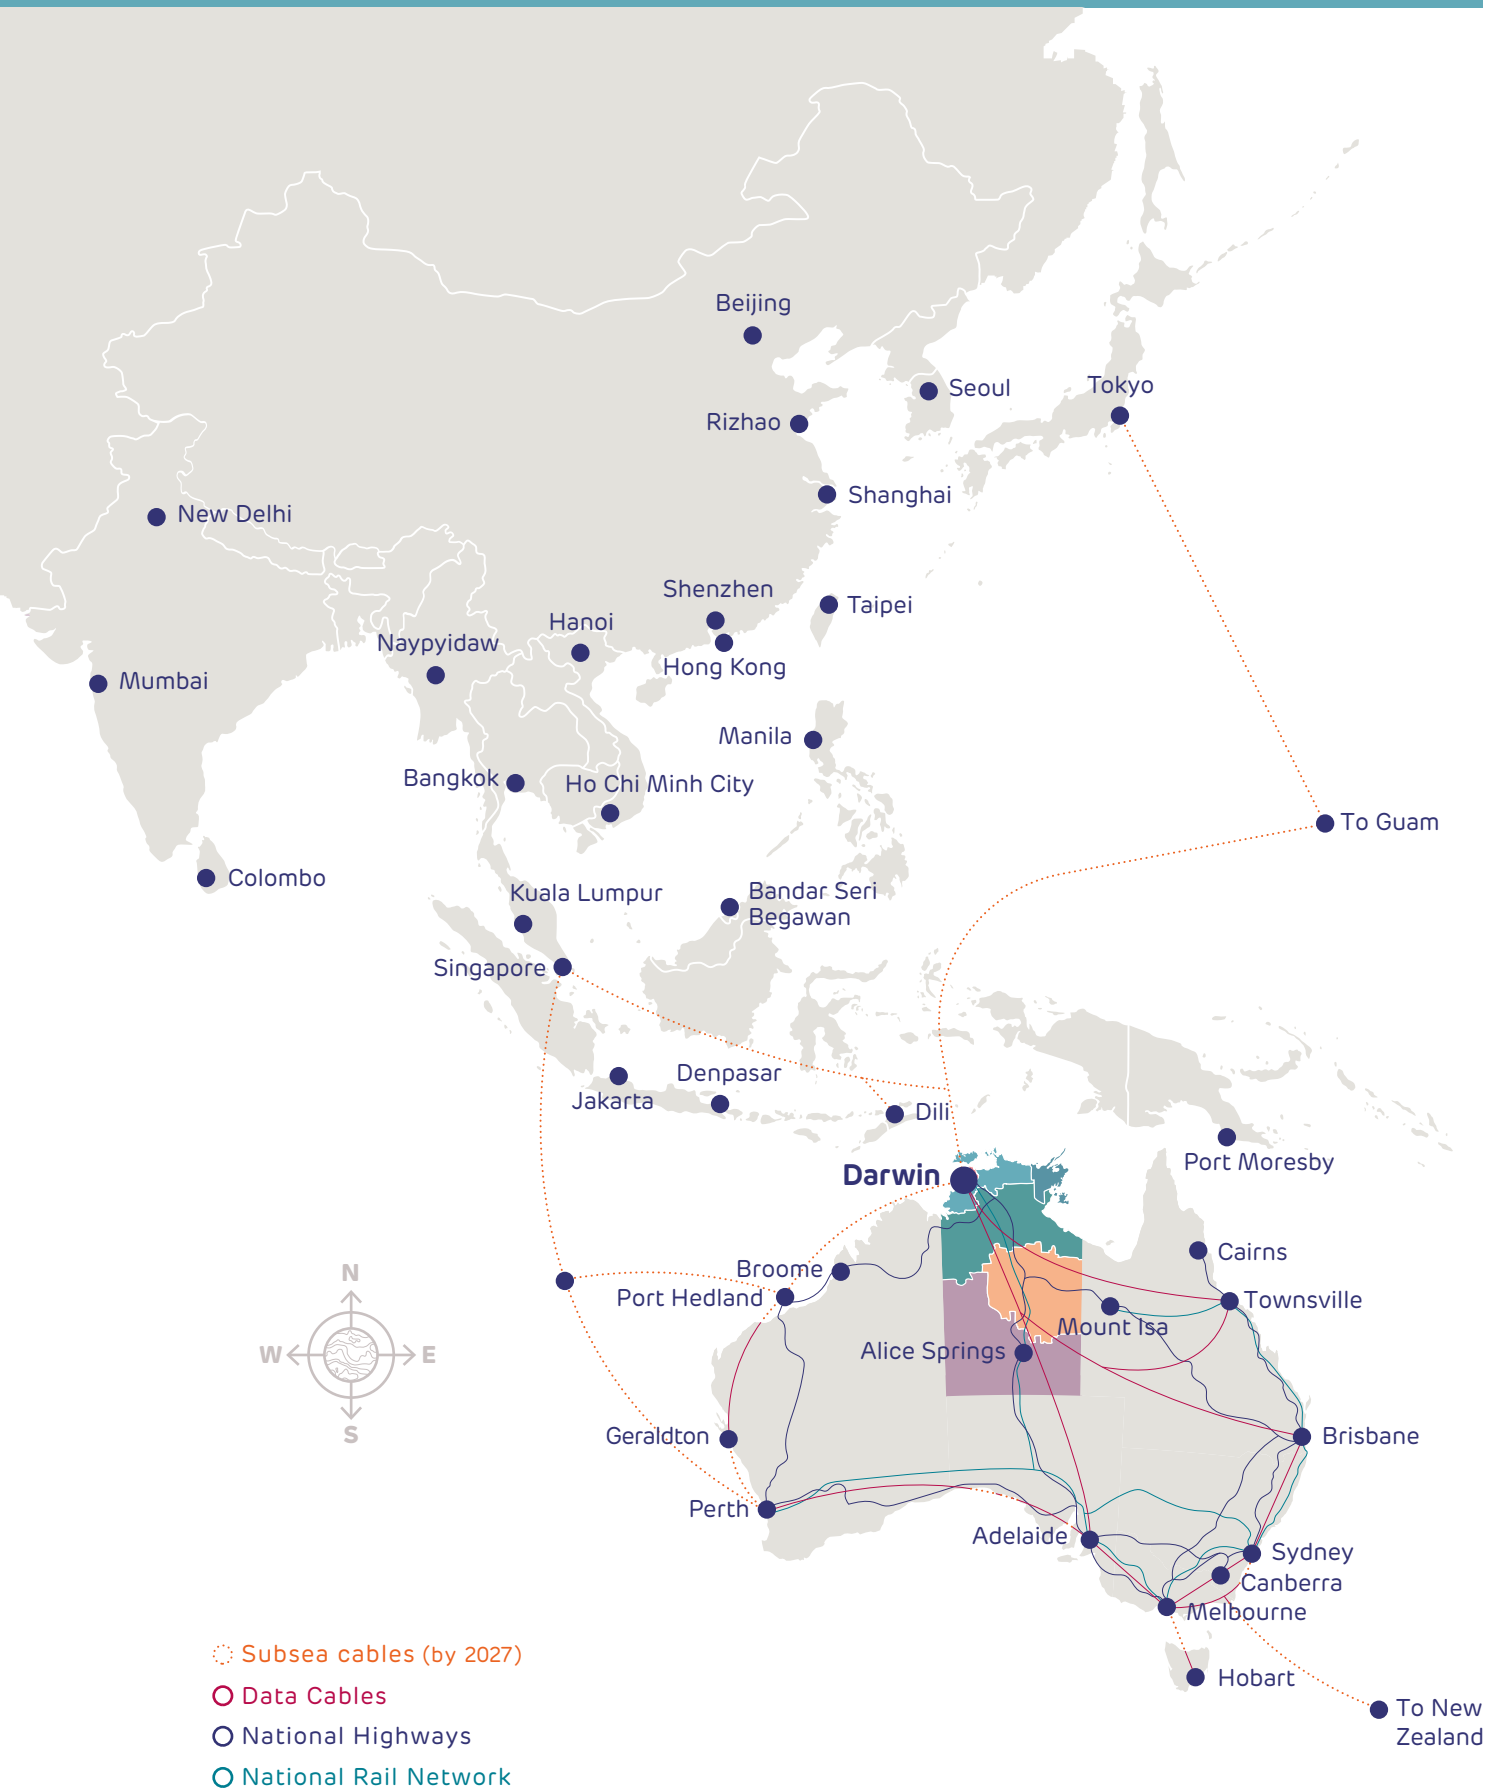 Beijing
Seoul
Tokyo
Rizhao
Shanghai
New Delhi
Shenzhen
Taipei
Hanoi
Naypyidaw
Hong Kong
Mumbai
Manila
Bangkok
Ho Chi Minh City
To Guam
Colombo
Kuala Lumpur
Bandar Seri
Begawan
Singapore
Denpasar
Jakarta
Dili
Port Moresby
Darwin
Cairns
Broome
Port Hedland
Townsville
Mount Isa
Alice Springs
N
W
E
S
Geraldton
Brisbane
Perth
Adelaide
Sydney
Canberra
Melbourne
Hobart
To New
Zealand
Subsea cables (by 2027)
Data Cables
National Highways
National Rail Network